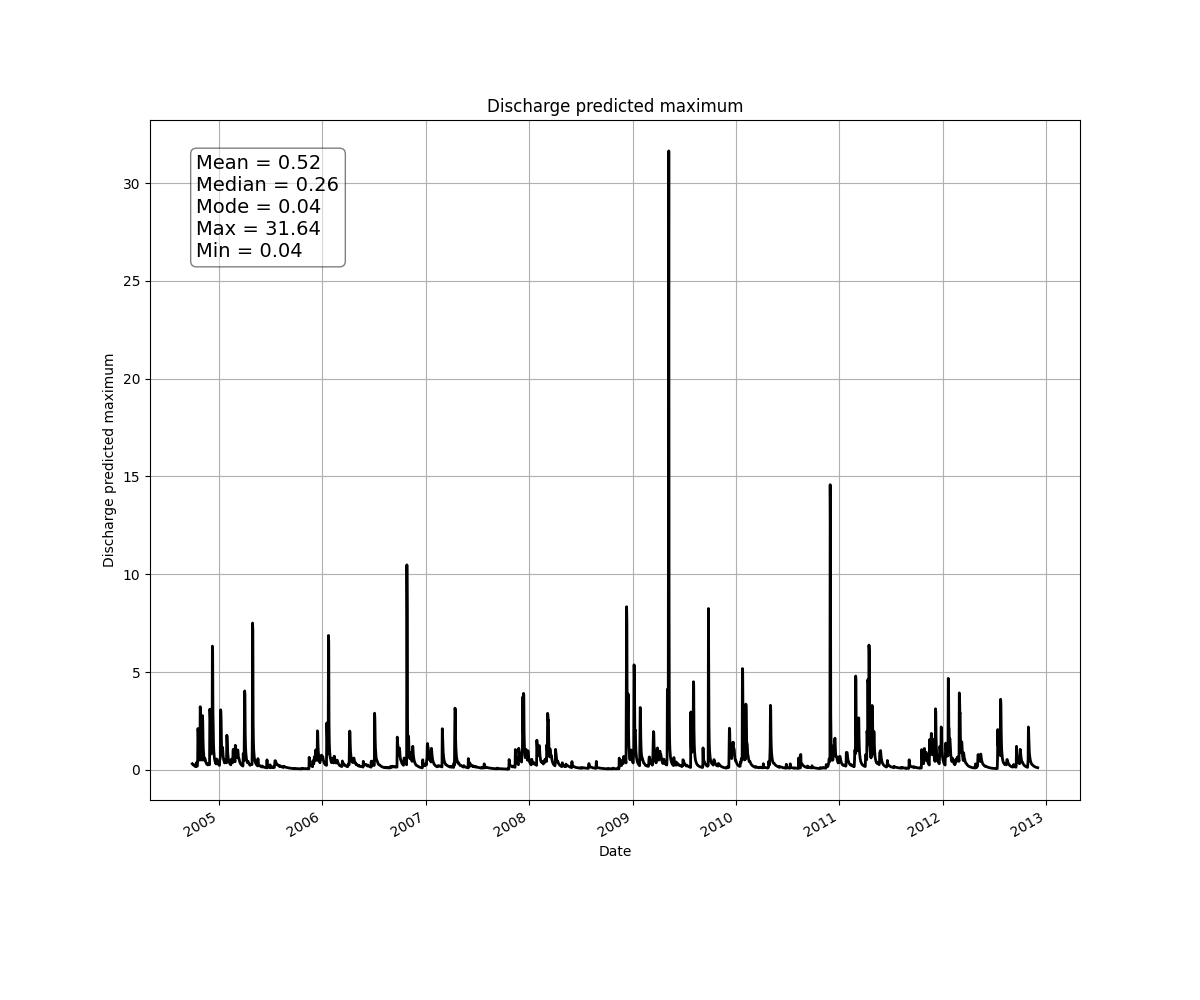 Discharge predicted maximum
Mean = 0.52
Median = 0.26
Mode = 0.04
Max = 31.64
Min = 0.04
Discharge predicted maximum
30
25
20
15
10
5
0
2005
2006
2007
2008
2009
2010
2011
2012
2013
Date